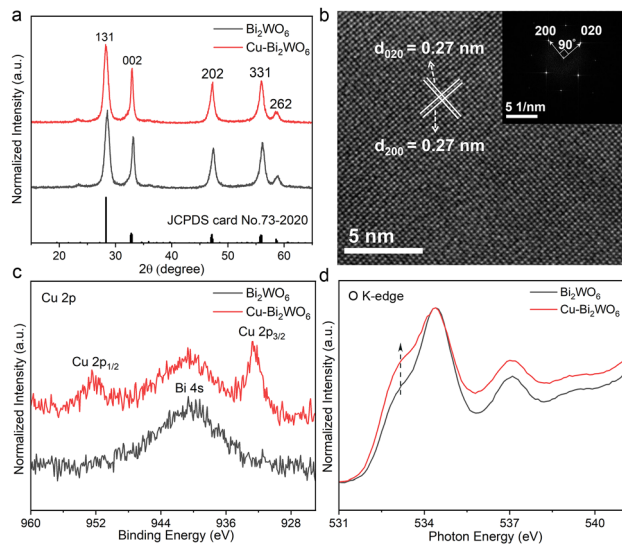 a
Bi₂WO₆
Cu-Bi₂WO₆
131
002
202
331
262
JCPDS card No.73-2020
Normalized Intensity (a.u.)
20 30 40 50 60
2θ (degree)
b
d₀₂₀ = 0.27 nm
d₂₀₀ = 0.27 nm
5 nm
200
020
90°
5 1/nm
c
Cu 2p
Bi₂WO₆
Cu-Bi₂WO₆
Cu 2p₁/₂
Cu 2p₃/₂
Bi 4s
Normalized Intensity (a.u.)
960 952 944 936 928
Binding Energy (eV)
d
O K-edge
Bi₂WO₆
Cu-Bi₂WO₆
Normalized Intensity (a.u.)
531 534 537 540
Photon Energy (eV)